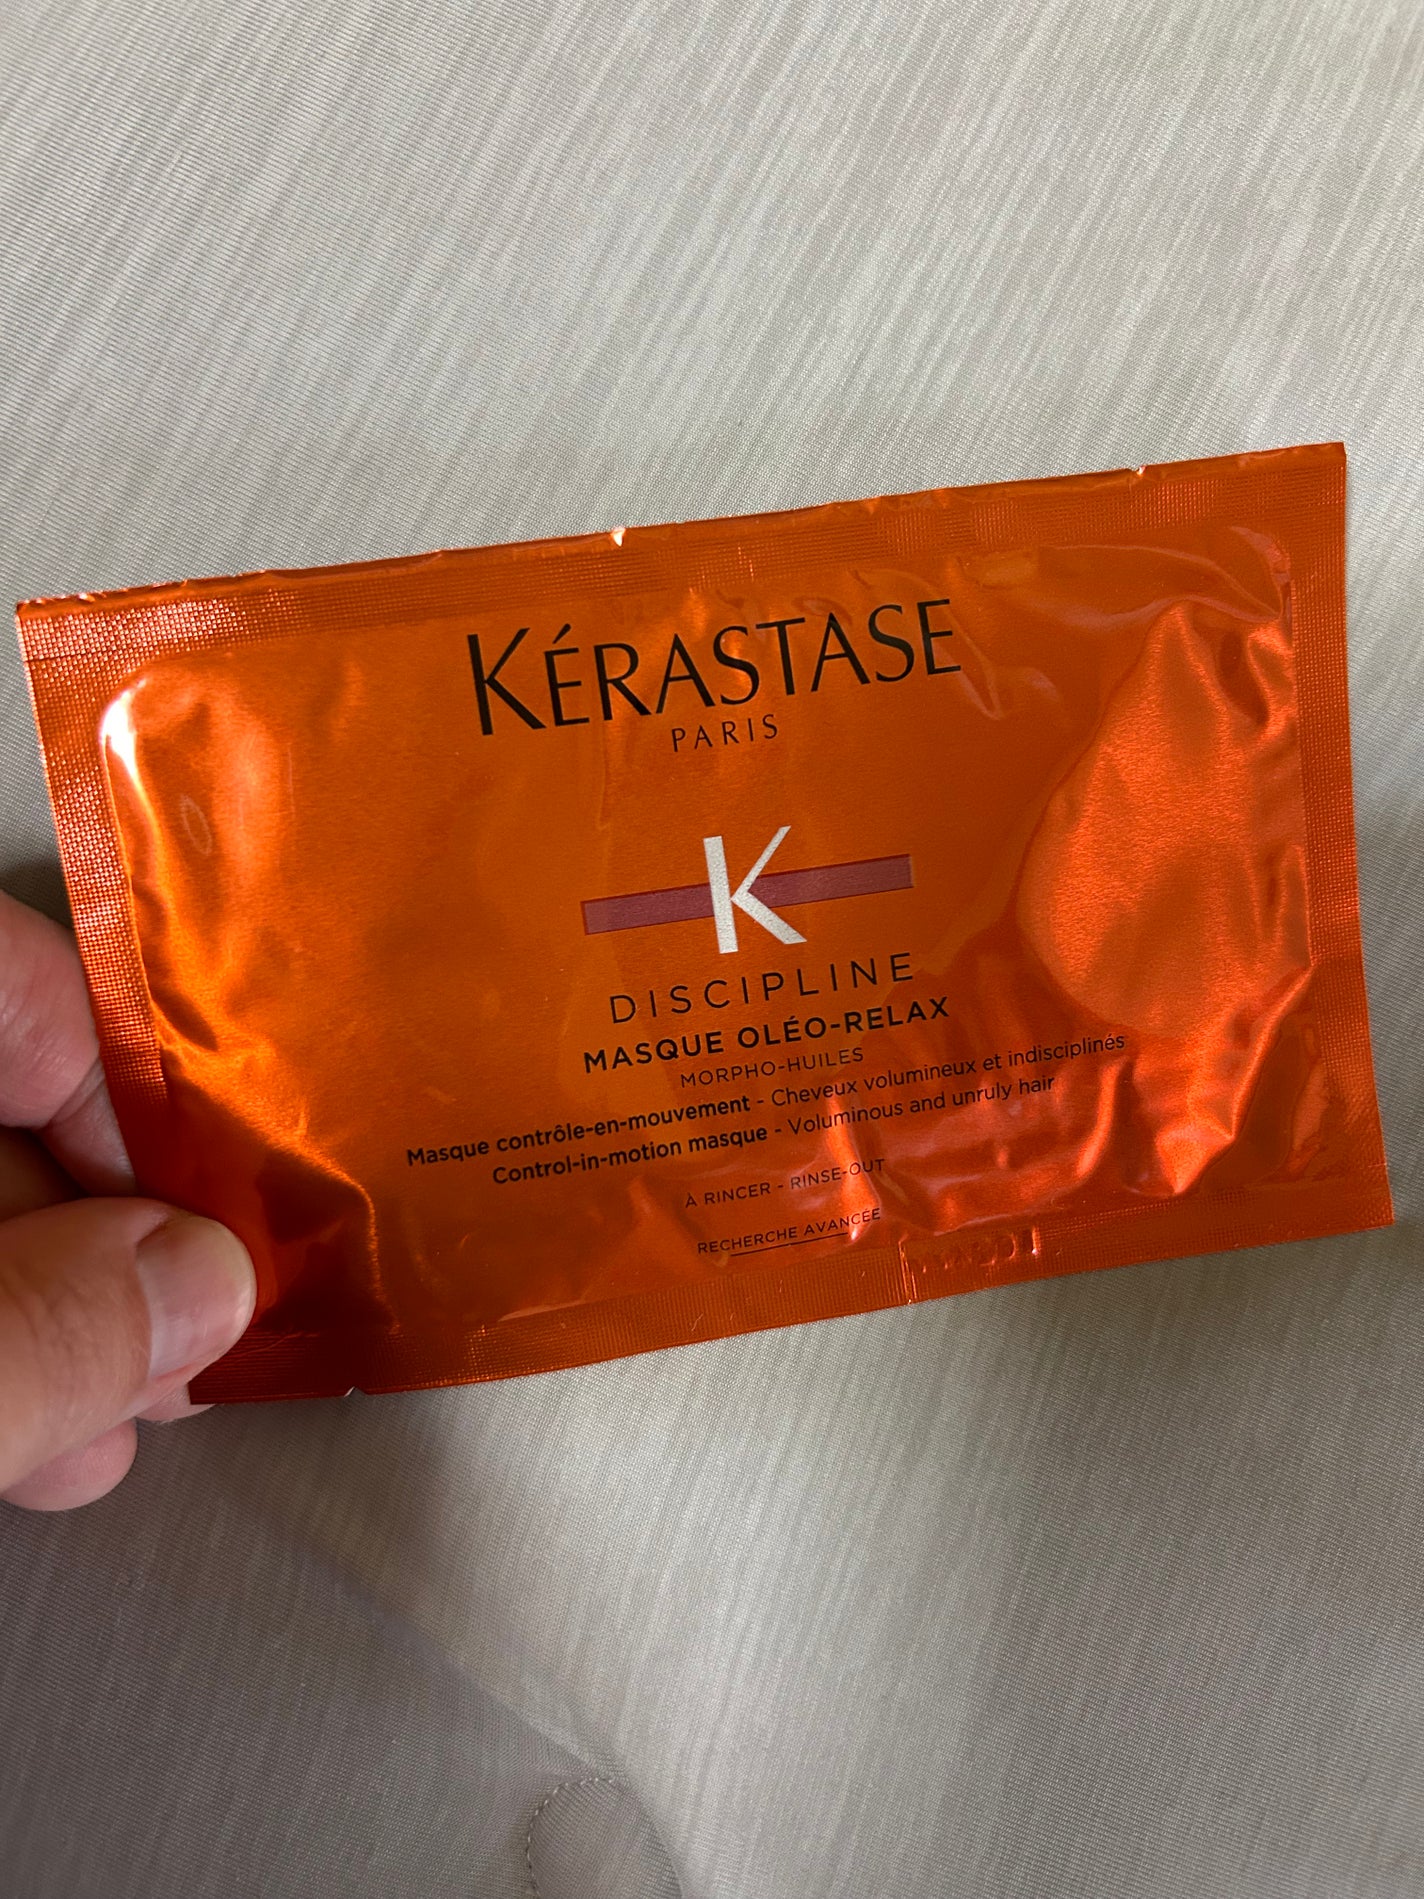 KÉRASTASE
PARIS
K
DISCIPLINE
MASQUE OLÉO-RELAX
MORPHO-HUILES
Masque contrôle-en-mouvement - Cheveux volumineux et indisciplinés
Control-in-motion masque - Voluminous and unruly hair
À RINCER - RINSE-OUT
RECHERCHE AVANCÉE